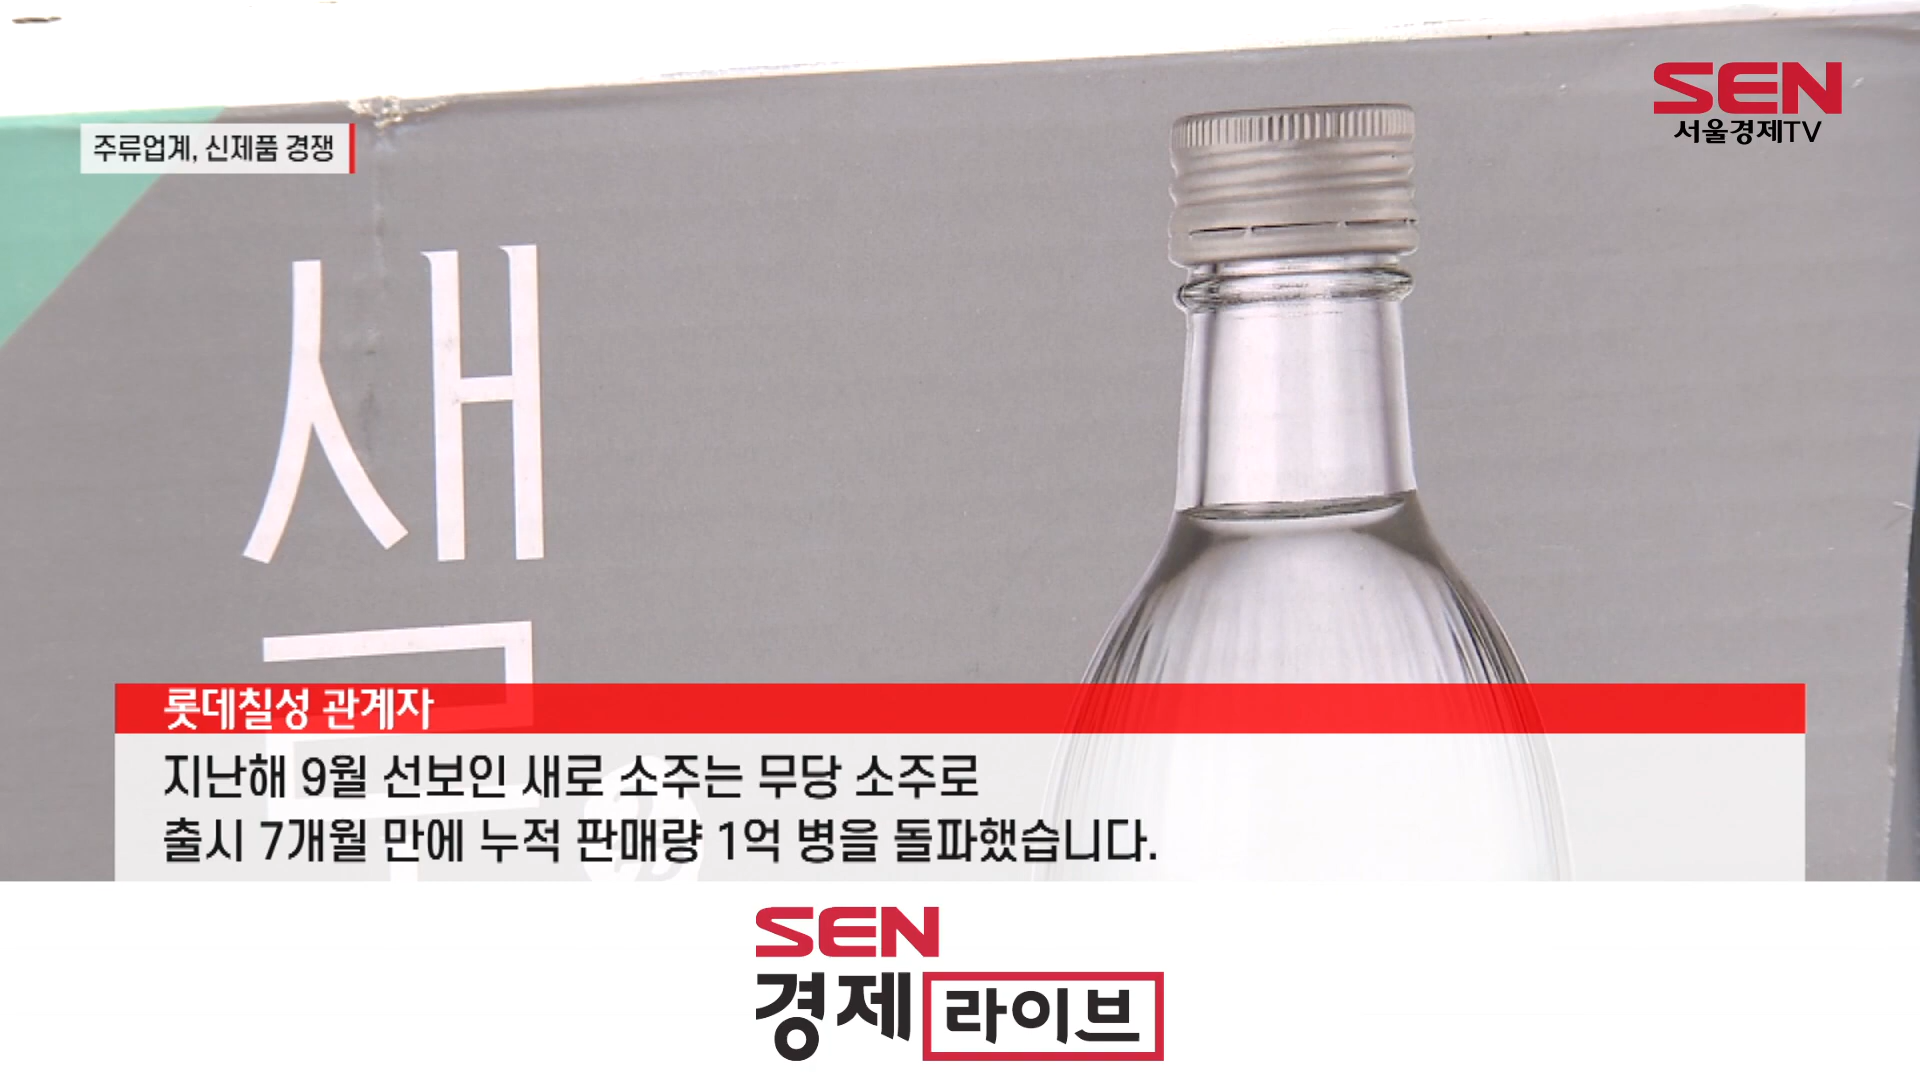 SEN
서울경제TV
주류업계, 신제품 경쟁
새
롯데칠성 관계자
지난해 9월 선보인 새로 소주는 무당 소주로
출시 7개월 만에 누적 판매량 1억 병을 돌파했습니다.
SEN
경제 라이브